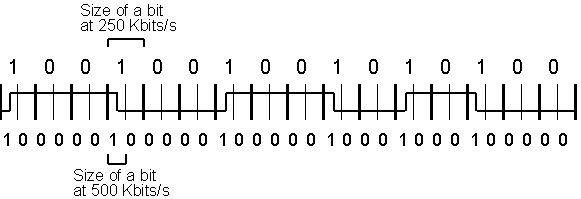 Size of a bit
at 250 Kbits/s
1 0 0 1 0 0 1 0 0 1 0 1 0 1 0 0
1 0 0 0 0 0 1 0 0 0 0 0 1 0 0 0 0 0 1 0 0 0 1 0 0 0 1 0 0 0 0 0
Size of a bit
at 500 Kbits/s